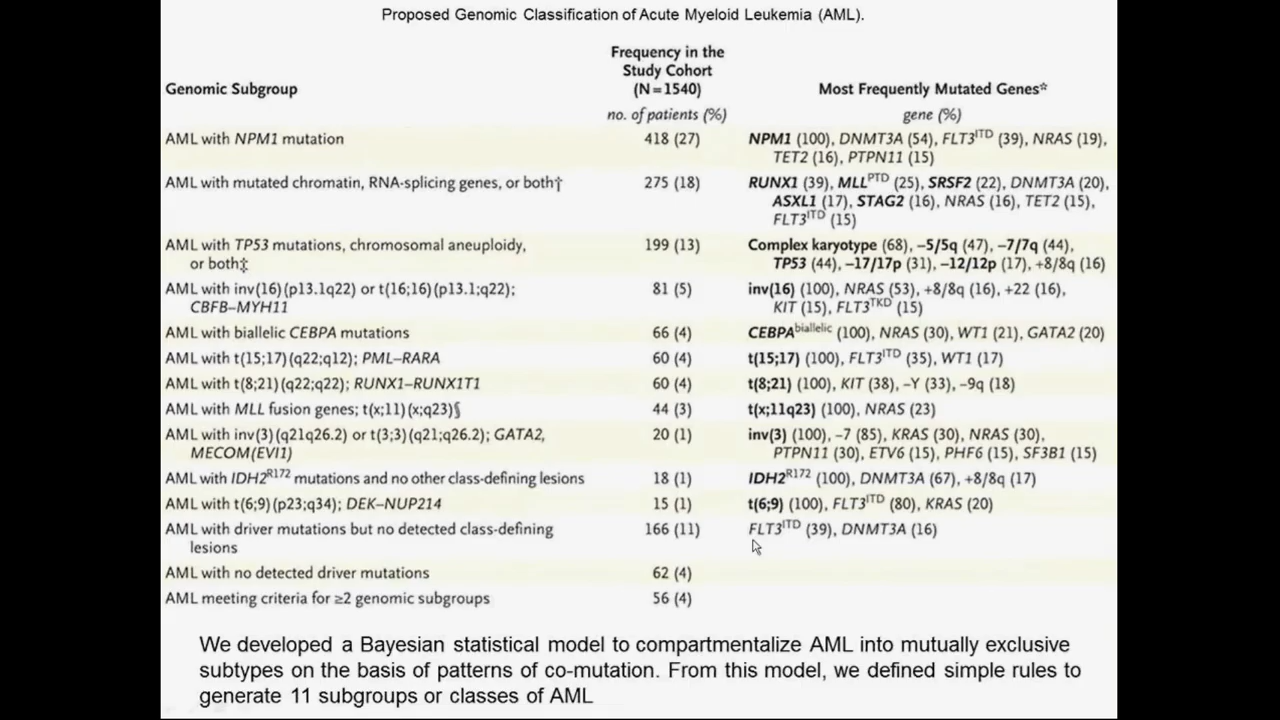 Proposed Genomic Classification of Acute Myeloid Leukemia (AML).
Genomic Subgroup
Frequency in the
Study Cohort
(N=1540)
Most Frequently Mutated Genes*
no. of patients (%)
gene (%)
AML with NPM1 mutation
418 (27)
NPM1 (100), DNMT3A (54), FLT3ITD (39), NRAS (19),
TET2 (16), PTPN11 (15)
AML with mutated chromatin, RNA-splicing genes, or both†
275 (18)
RUNX1 (39), MLLPTD (25), SRSF2 (22), DNMT3A (20),
ASXL1 (17), STAG2 (16), NRAS (16), TET2 (15),
FLT3ITD (15)
AML with TP53 mutations, chromosomal aneuploidy,
or both‡
199 (13)
Complex karyotype (68), –5/5q (47), –7/7q (44),
TP53 (44), –17/17p (31), –12/12p (17), +8/8q (16)
AML with inv(16)(p13.1q22) or t(16;16)(p13.1;q22);
CBFB–MYH11
81 (5)
inv(16) (100), NRAS (53), +8/8q (16), +22 (16),
KIT (15), FLT3TKD (15)
AML with biallelic CEBPA mutations
66 (4)
CEBPAbiallelic (100), NRAS (30), WT1 (21), GATA2 (20)
AML with t(15;17)(q22;q12); PML–RARA
60 (4)
t(15;17) (100), FLT3ITD (35), WT1 (17)
AML with t(8;21)(q22;q22); RUNX1–RUNX1T1
60 (4)
t(8;21) (100), KIT (38), –Y (33), –9q (18)
AML with MLL fusion genes; t(x;11)(x;q23)§
44 (3)
t(x;11q23) (100), NRAS (23)
AML with inv(3)(q21q26.2) or t(3;3)(q21;q26.2); GATA2,
MECOM(EVI1)
20 (1)
inv(3) (100), –7 (85), KRAS (30), NRAS (30),
PTPN11 (30), ETV6 (15), PHF6 (15), SF3B1 (15)
AML with IDH2R172 mutations and no other class-defining lesions
18 (1)
IDH2R172 (100), DNMT3A (67), +8/8q (17)
AML with t(6;9)(p23;q34); DEK–NUP214
15 (1)
t(6;9) (100), FLT3ITD (80), KRAS (20)
AML with driver mutations but no detected class-defining
lesions
166 (11)
FLT3ITD (39), DNMT3A (16)
AML with no detected driver mutations
62 (4)
AML meeting criteria for ≥2 genomic subgroups
56 (4)
We developed a Bayesian statistical model to compartmentalize AML into mutually exclusive
subtypes on the basis of patterns of co-mutation. From this model, we defined simple rules to
generate 11 subgroups or classes of AML